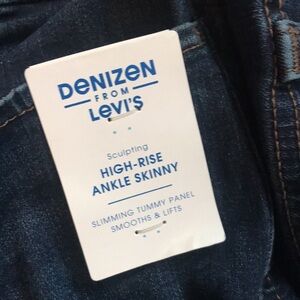 DENIZEN
FROM
LEVI'S
Sculpting
HIGH-RISE
ANKLE SKINNY
SLIMMING TUMMY PANEL
SMOOTHS & LIFTS